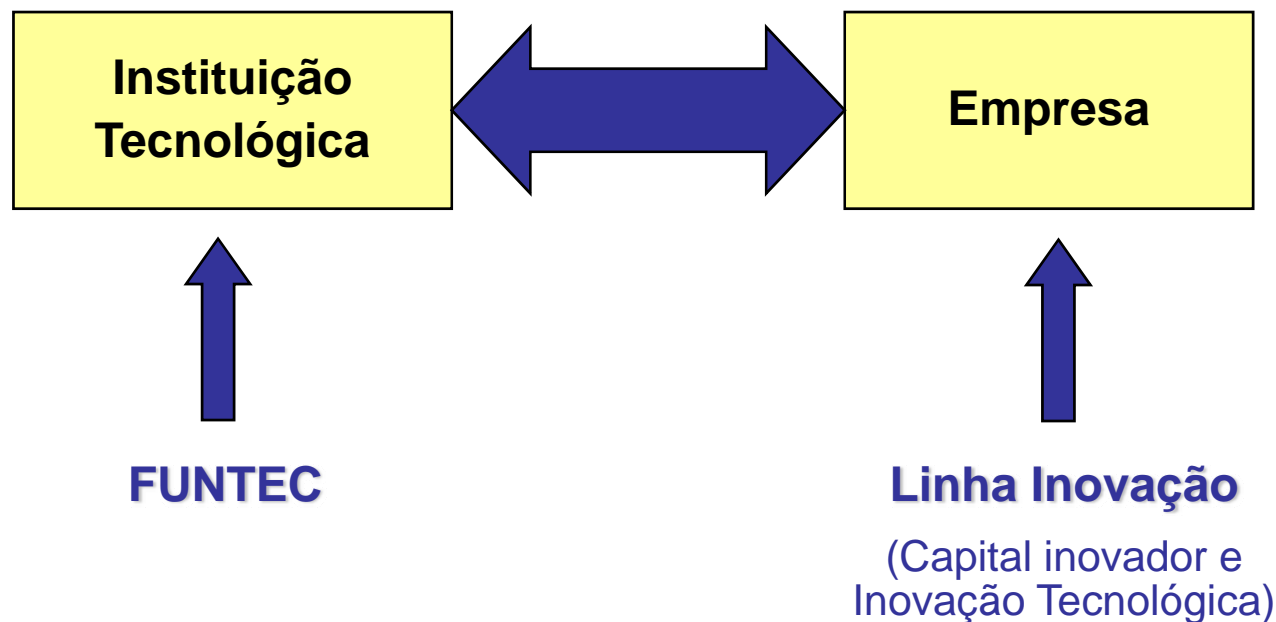 Instituição
Tecnológica
Empresa
FUNTEC
Linha Inovação
(Capital inovador e
Inovação Tecnológica)